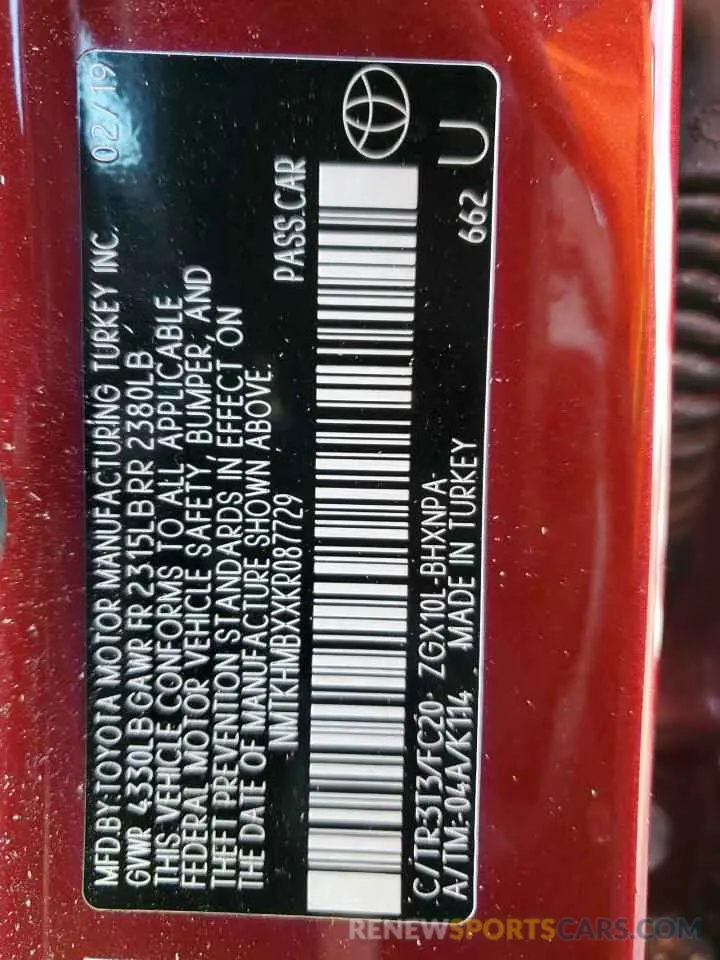 MFD.BY:TOYOTA MOTOR MANUFACTURING TURKEY INC. 02/19
GVWR 4330LB GAWR FR 2315LB RR 2380LB
THIS VEHICLE CONFORMS TO ALL APPLICABLE
FEDERAL MOTOR VEHICLE SAFETY, BUMPER, AND
THEFT PREVENTION STANDARDS IN EFFECT ON
THE DATE OF MANUFACTURE SHOWN ABOVE.
NMTKHMBXXKR087729 PASS.CAR
C/TR:3T3/FC20 ZGX10L-BHXNPA-
A/TM:-04A/K114 MADE IN TURKEY 662 U
RENEWSPORTSCARS.COM